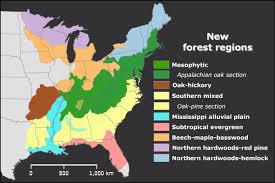 New
forest regions
Mesophytic
Appalachian oak section
Oak-hickory
Southern mixed
Oak-pine section
Mississippi alluvial plain
Subtropical evergreen
Beech-maple-basswood
Northern hardwoods-red pine
Northern hardwoods-hemlock
0 500 1,000
km